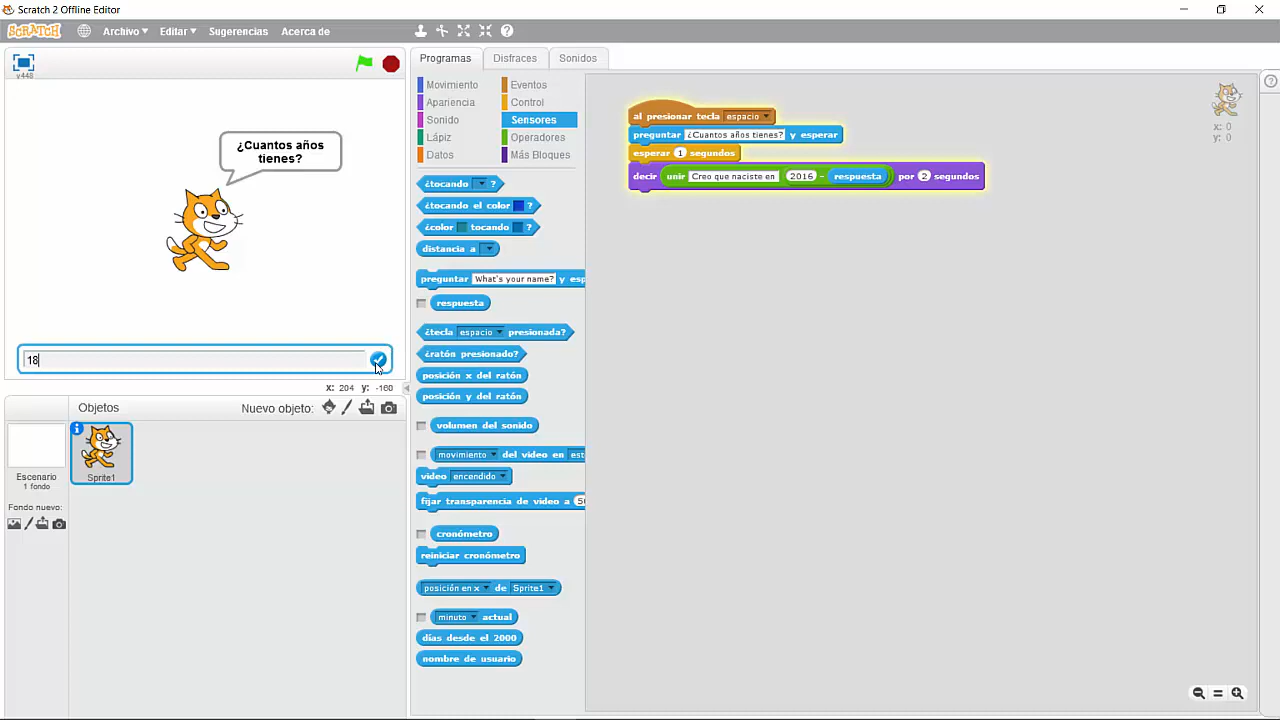 Scratch 2 Offline Editor
SCRATCH Archivo Editar Sugerencias Acerca de
v448
Programas Disfraces Sonidos
Movimiento Eventos
Apariencia Control
Sonido Sensores
Lápiz Operadores
Datos Más Bloques
¿Cuantos años
tienes?
18
x: 204 y: -160
Objetos Nuevo objeto:
Sprite1
Escenario
1 fondo
Fondo nuevo:
¿tocando ?
¿tocando el color ?
¿color tocando ?
distancia a
preguntar What's your name? y esp
respuesta
¿tecla espacio presionada?
¿ratón presionado?
posición x del ratón
posición y del ratón
volumen del sonido
movimiento del video en est
video encendido
fijar transparencia de video a 50
cronómetro
reiniciar cronómetro
posición en x de Sprite1
minuto actual
días desde el 2000
nombre de usuario
al presionar tecla espacio
preguntar ¿Cuantos años tienes? y esperar
esperar 1 segundos
decir unir Creo que naciste en 2016 - respuesta por 2 segundos
x: 0
y: 0